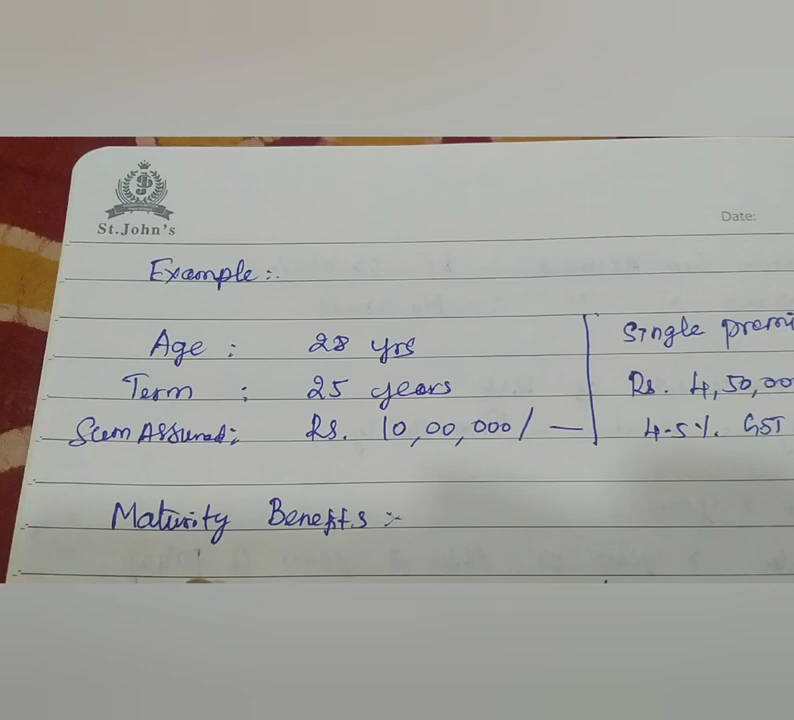 St.John's
Date:
Example :-
Age : 28 yrs
Single premi
Term : 25 years
Rs. 4,50,00
Sum Assured: Rs. 10,00,000/-
4.5%. GST
Maturity Benefits :-